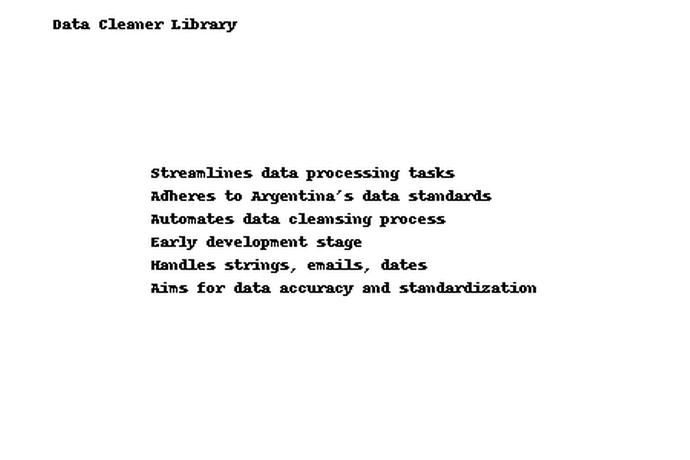 Data Cleaner Library
Streamlines data processing tasks
Adheres to Argentina's data standards
Automates data cleansing process
Early development stage
Handles strings, emails, dates
Aims for data accuracy and standardization